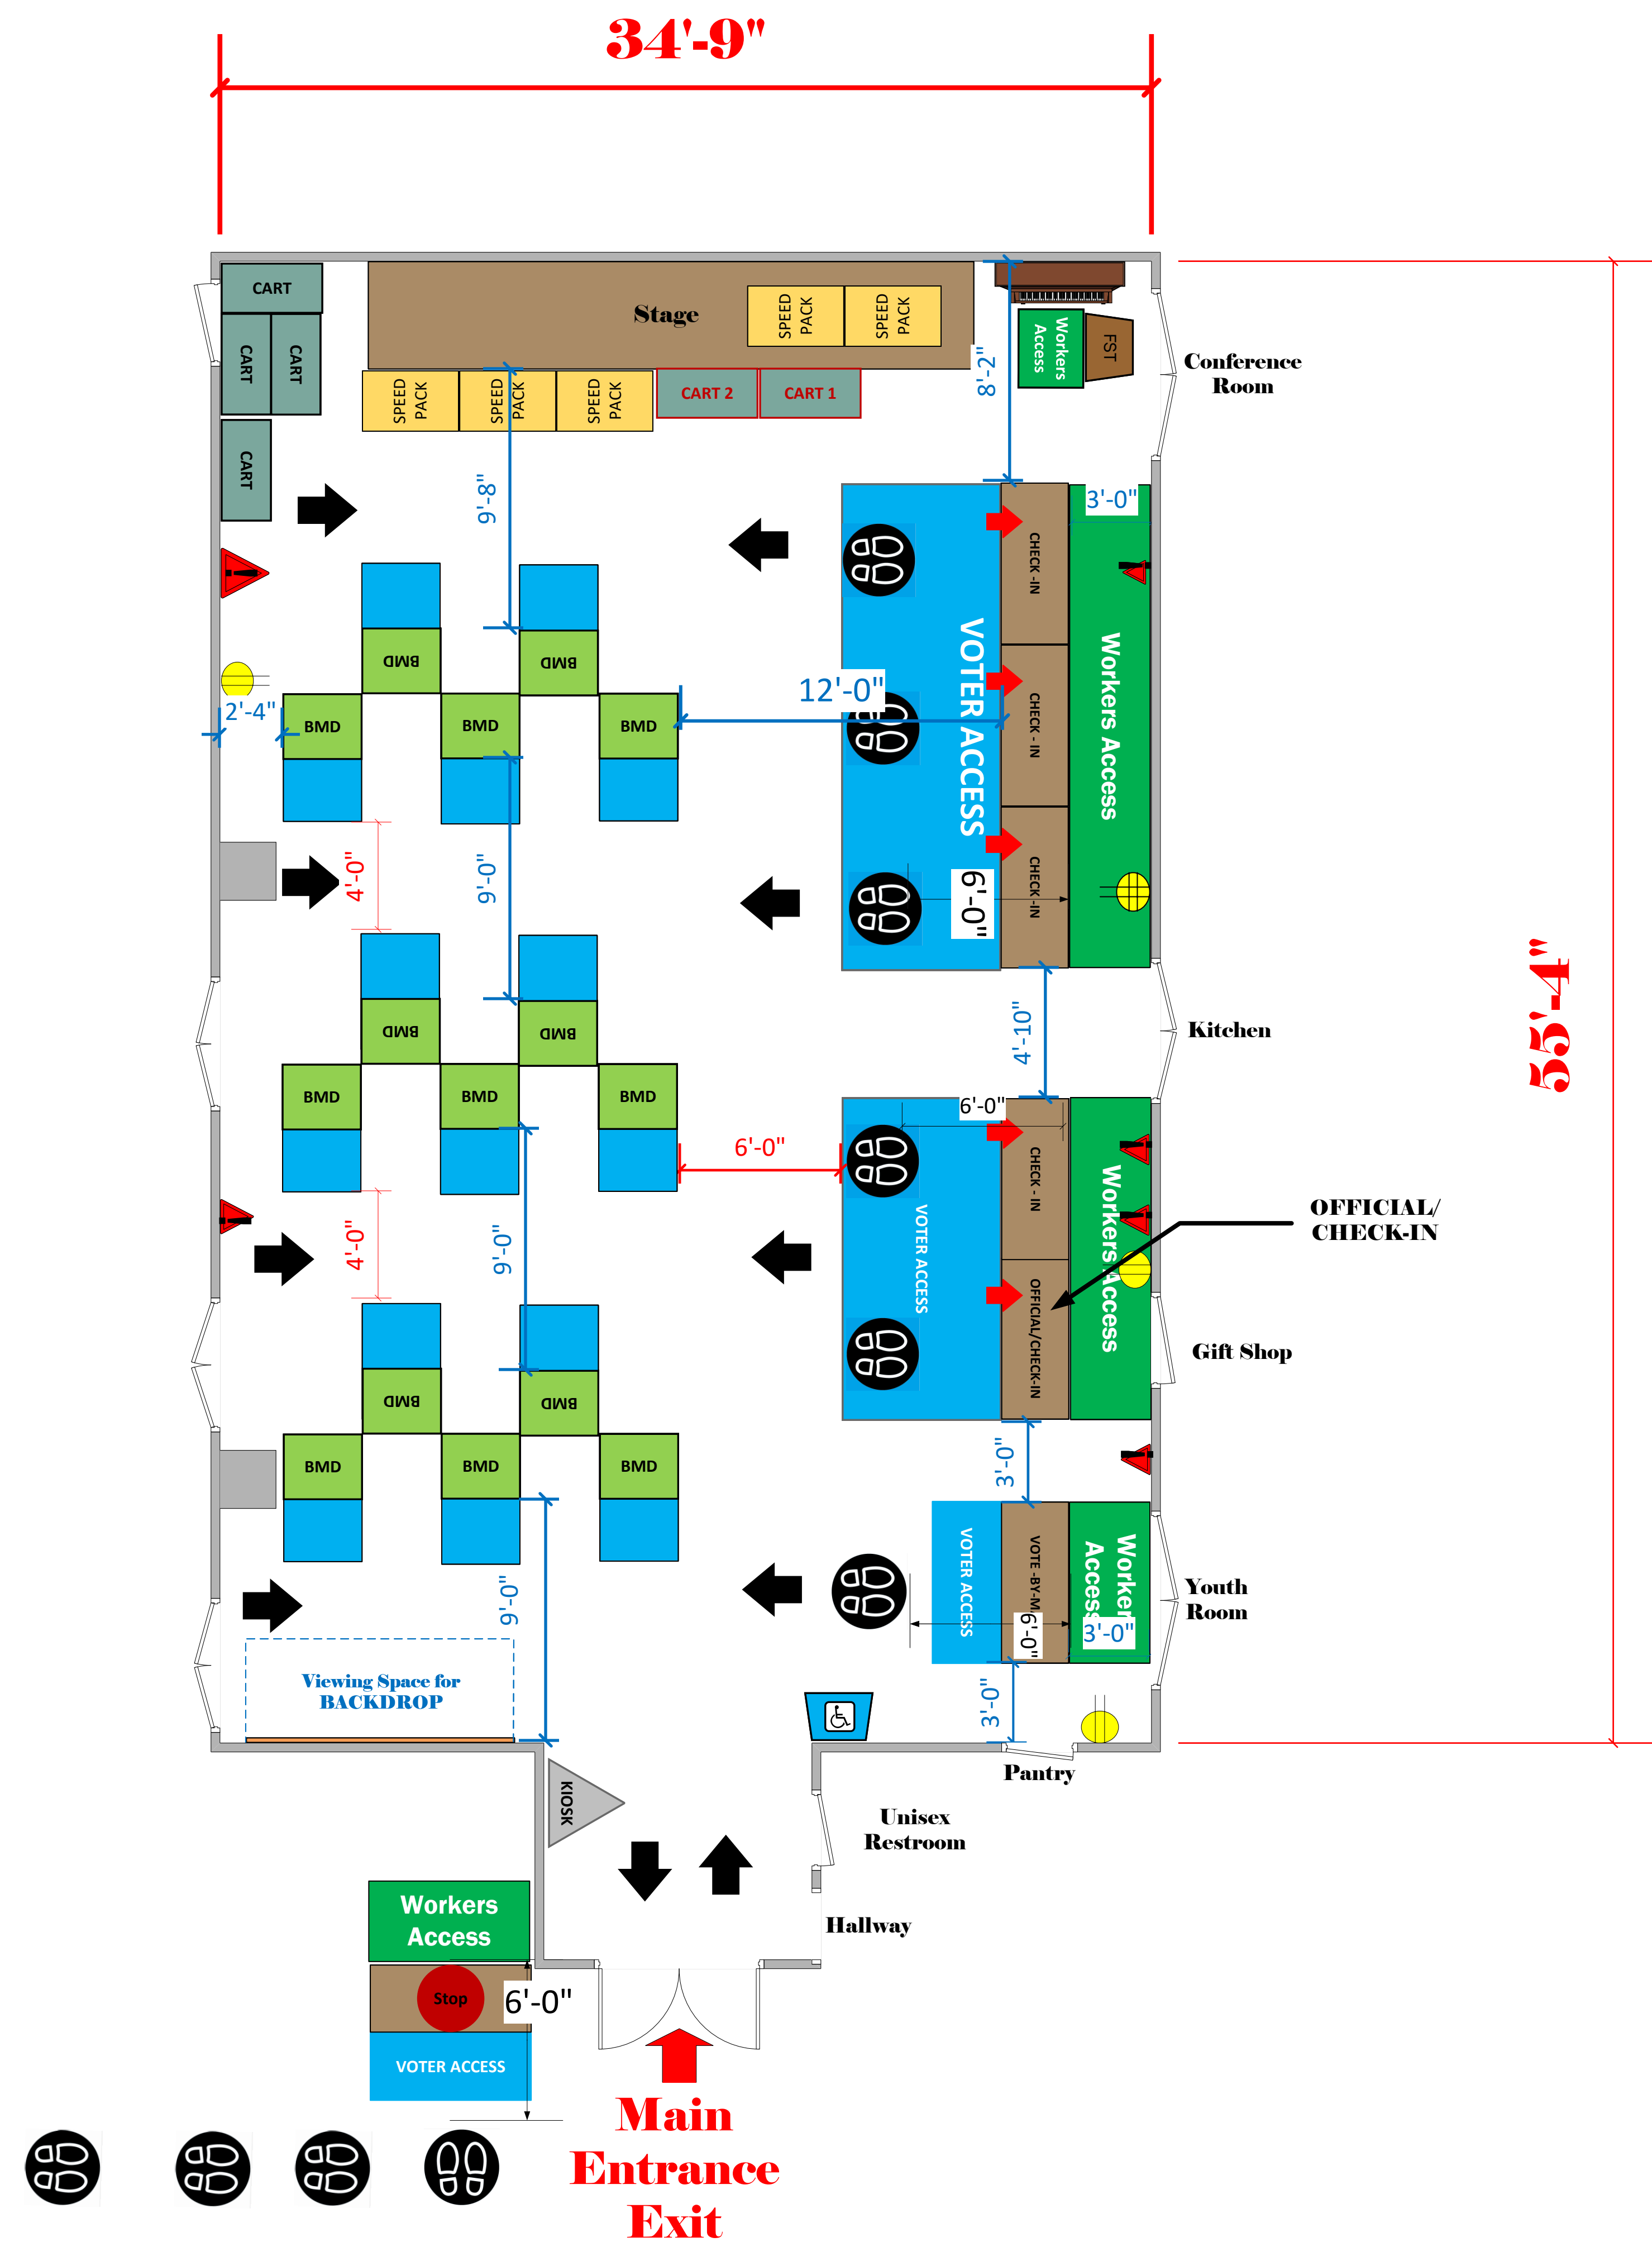 34'-9"
CART
CART
CART
CART
Stage
SPEED
PACK
SPEED
PACK
SPEED
PACK
SPEED
PACK
SPEED
PACK
CART 2
CART 1
8'-2"
Workers
Access
FST
Conference
Room
9'-8"
3'-0"
CHECK -IN
CHECK - IN
CHECK -IN
VOTER ACCESS
Workers Access
BMD
BMD
2'-4"
BMD
BMD
BMD
12'-0"
4'-0"
9'-0"
6'-0"
55'-4"
BMD
BMD
BMD
BMD
BMD
4'-10"
Kitchen
6'-0"
6'-0"
CHECK - IN
OFFICIAL/CHECK-IN
VOTER ACCESS
Workers Access
OFFICIAL/
CHECK-IN
4'-0"
9'-0"
Gift Shop
BMD
BMD
BMD
BMD
BMD
3'-0"
9'-0"
VOTER ACCESS
VOTE -BY-M
6'-0"
Worker
Access
3'-0"
Youth
Room
Viewing Space for
BACKDROP
3'-0"
Pantry
KIOSK
Unisex
Restroom
Hallway
Workers
Access
Stop
6'-0"
VOTER ACCESS
Main
Entrance
Exit